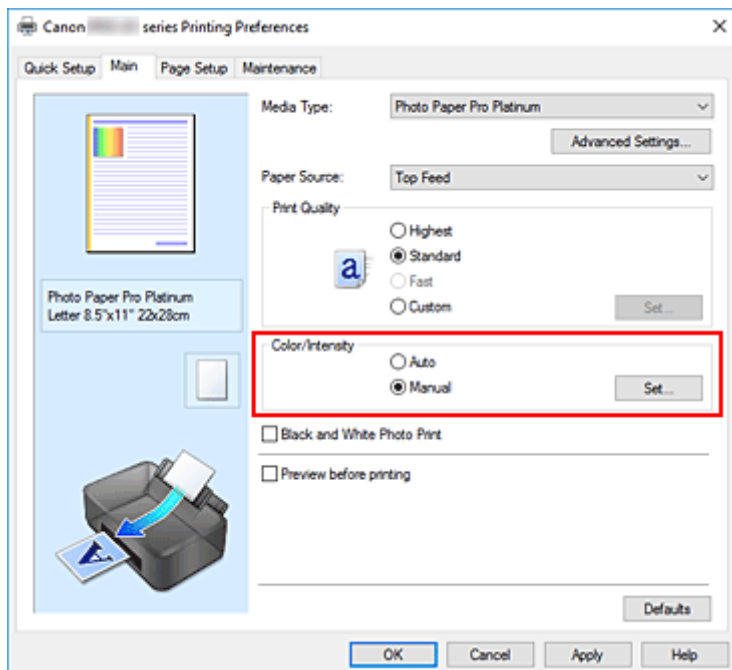 Canon series Printing Preferences
Quick Setup Main Page Setup Maintenance
Media Type: Photo Paper Pro Platinum
Advanced Settings...
Paper Source: Top Feed
Print Quality
Highest
a Standard
Fast
Photo Paper Pro Platinum
Letter 8.5"x11" 22x28cm
Custom Set...
Color/Intensity
Auto
Manual Set...
Black and White Photo Print
Preview before printing
A
Defaults
OK Cancel Apply Help